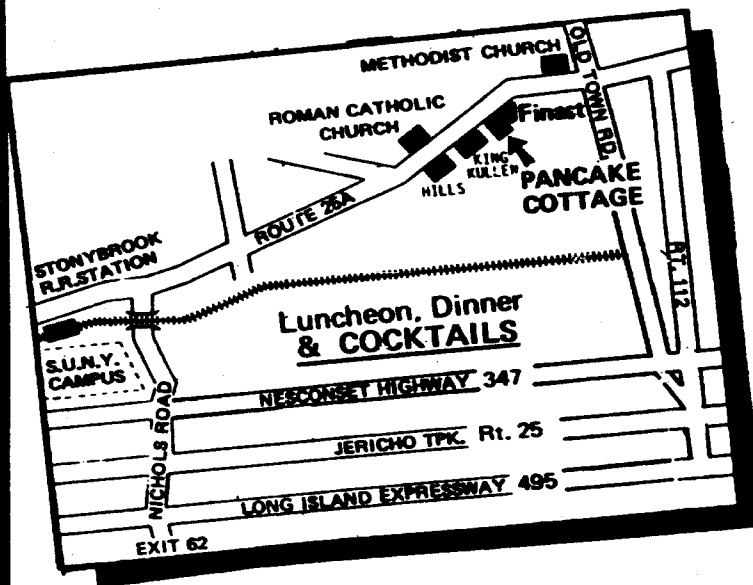 METHODIST CHURCH
OLD TOWN RD.
ROMAN CATHOLIC
CHURCH
Finast
KING
KULLEN
HILLS
PANCAKE
COTTAGE
ROUTE 25A
STONYBROOK
R.R. STATION
RT. 112
Luncheon, Dinner
& COCKTAILS
S.U.N.Y.
CAMPUS
NESCONSET HIGHWAY 347
NICHOLS ROAD
JERICHO TPK. Rt. 25
LONG ISLAND EXPRESSWAY 495
EXIT 62